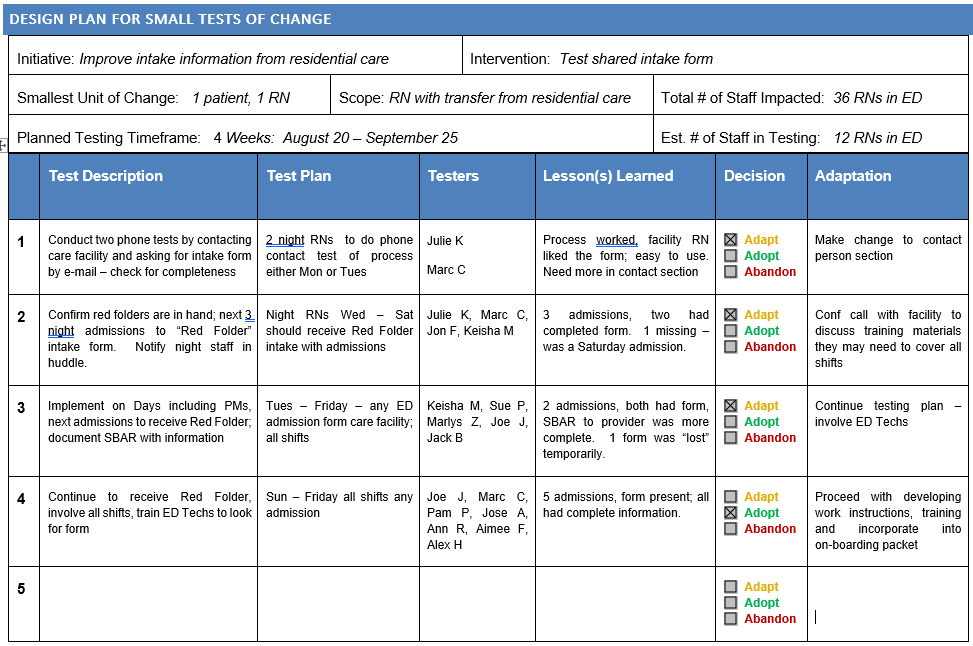 DESIGN PLAN FOR SMALL TESTS OF CHANGE
Initiative: Improve intake information from residential care
Intervention: Test shared intake form
Smallest Unit of Change: 1 patient, 1 RN
Scope: RN with transfer from residential care
Total # of Staff Impacted: 36 RNs in ED
Planned Testing Timeframe: 4 Weeks: August 20 – September 25
Est. # of Staff in Testing: 12 RNs in ED
Test Description
Test Plan
Testers
Lesson(s) Learned
Decision
Adaptation
1
Conduct two phone tests by contacting
care facility and asking for intake form
by e-mail – check for completeness
2 night RNs to do phone
contact test of process
either Mon or Tues
Julie K
Marc C
Process worked, facility RN
liked the form; easy to use.
Need more in contact section
Adapt
Adopt
Abandon
Make change to contact
person section
2
Confirm red folders are in hand; next 3
night admissions to “Red Folder”
intake form. Notify night staff in
huddle.
Night RNs Wed – Sat
should receive Red Folder
intake with admissions
Julie K, Marc C,
Jon F, Keisha M
3 admissions, two had
completed form. 1 missing –
was a Saturday admission.
Adapt
Adopt
Abandon
Conf call with facility to
discuss training materials
they may need to cover all
shifts
3
Implement on Days including PMs,
next admissions to receive Red Folder;
document SBAR with information
Tues – Friday – any ED
admission form care facility;
all shifts
Keisha M, Sue P,
Marlys Z, Joe J,
Jack B
2 admissions, both had form,
SBAR to provider was more
complete. 1 form was “lost”
temporarily.
Adapt
Adopt
Abandon
Continue testing plan –
involve ED Techs
4
Continue to receive Red Folder,
involve all shifts, train ED Techs to look
for form
Sun – Friday all shifts any
admission
Joe J, Marc C,
Pam P, Jose A,
Ann R, Aimee F,
Alex H
5 admissions, form present; all
had complete information.
Adapt
Adopt
Abandon
Proceed with developing
work instructions, training
and incorporate into
on-boarding packet
5
Adapt
Adopt
Abandon